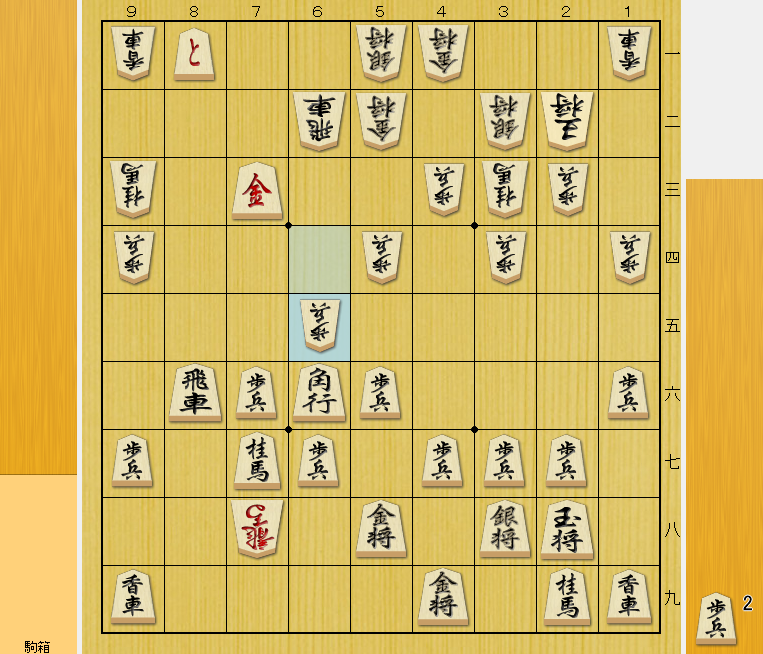 9 8 7 6 5 4 3 2 1
香車 と 銀将 金将 香車 一
飛車 金将 銀将 王将 二
桂馬 金 歩兵 桂馬 歩兵 三
歩兵 歩兵 歩兵 歩兵 四
歩兵 五
飛車 歩兵 角行 歩兵 歩兵 六
歩兵 桂馬 歩兵 歩兵 歩兵 歩兵 七
龍王 金将 銀将 玉将 八
香車 金将 桂馬 香車 九
歩兵 2
駒箱